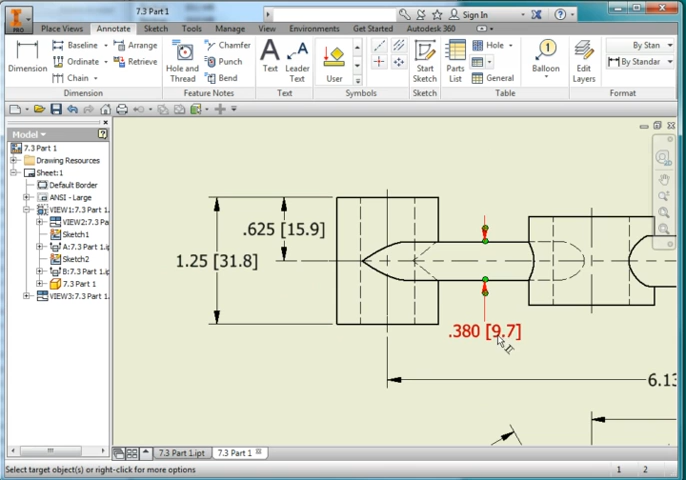 7.3 Part 1
Sign In
PRO
Place Views
Annotate
Sketch
Tools
Manage
View
Environments
Get Started
Autodesk 360
Dimension
Baseline
Ordinate
Chain
Arrange
Retrieve
Dimension
Hole and
Thread
Chamfer
Punch
Bend
Feature Notes
Text
Leader
Text
Text
User
Symbols
Start
Sketch
Sketch
Parts
List
Hole
General
Table
Balloon
Edit
Layers
By Stan
By Standar
Format
Model
7.3 Part 1
Drawing Resources
Sheet:1
Default Border
ANSI - Large
VIEW1:7.3 Part 1.
VIEW2:7.3 Pa
Sketch1
A:7.3 Part 1.i
Sketch2
B:7.3 Part 1.i
7.3 Part 1
VIEW3:7.3 Part 1.
.625 [15.9]
1.25 [31.8]
.380 [9.7]
6.13
7.3 Part 1.ipt
7.3 Part 1
Select target object(s) or right-click for more options
1
2